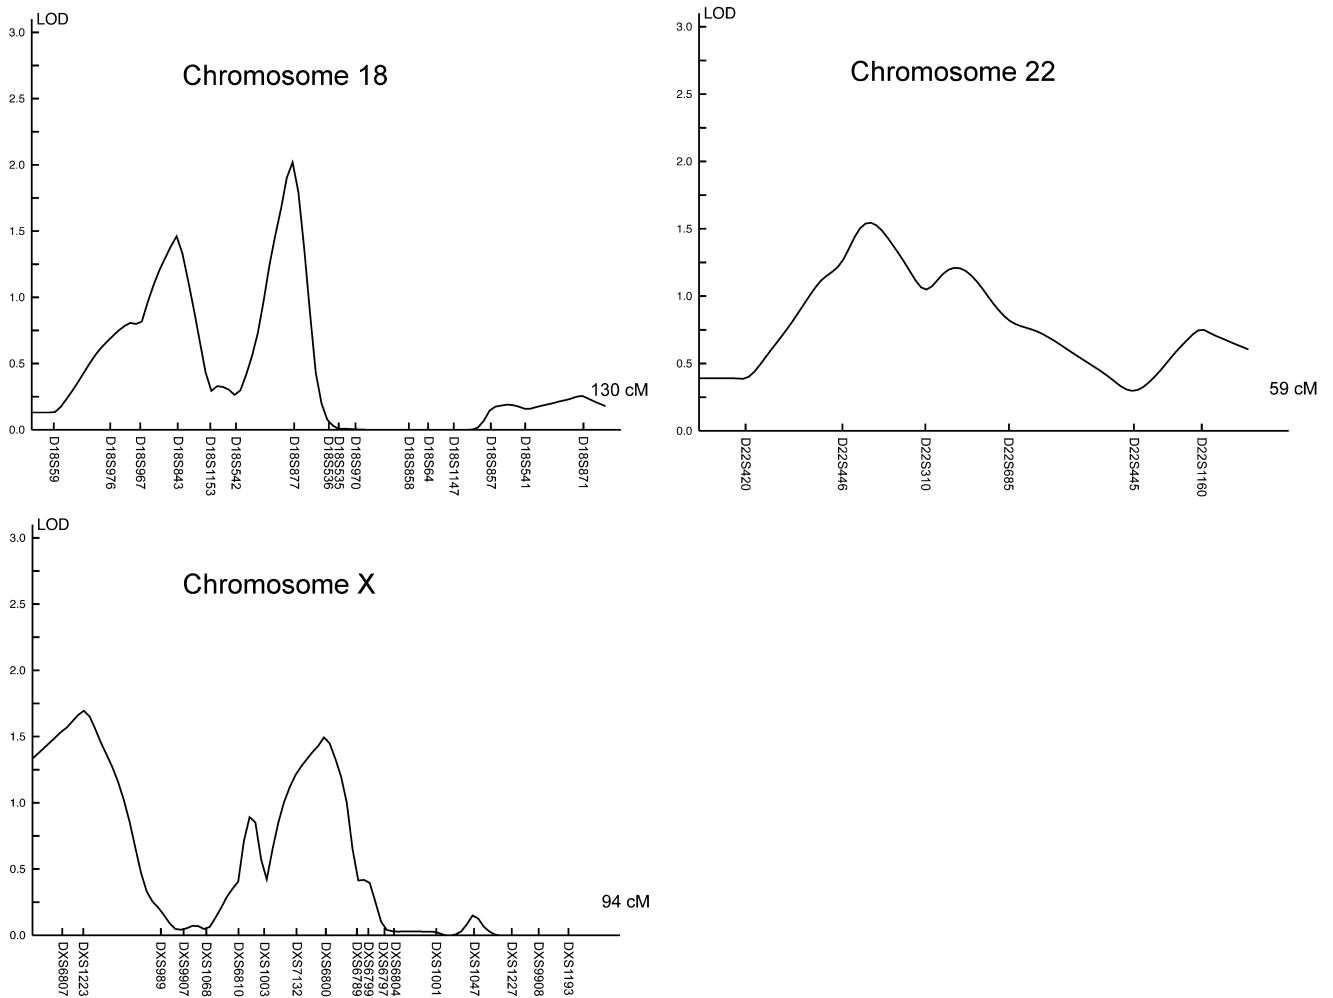 LOD
3.0
Chromosome 18
2.5
2.0
1.5
1.0
0.5
130 cM
0.0
D18S59
D18S976
D18S967
D18S843
D18S1153
D18S542
D18S877
D18S536
D18S535
D18S970
D18S858
D18S64
D18S1147
D18S857
D18S541
D18S871
LOD
3.0
Chromosome 22
2.5
2.0
1.5
1.0
0.5
59 cM
0.0
D22S420
D22S446
D22S310
D22S685
D22S445
D22S1160
LOD
3.0
Chromosome X
2.5
2.0
1.5
1.0
0.5
94 cM
0.0
DXS6807
DXS1223
DXS989
DXS9907
DXS1068
DXS6810
DXS1003
DXS7132
DXS6800
DXS6789
DXS6799
DXS6797
DXS6804
DXS1001
DXS1047
DXS1227
DXS9908
DXS1193